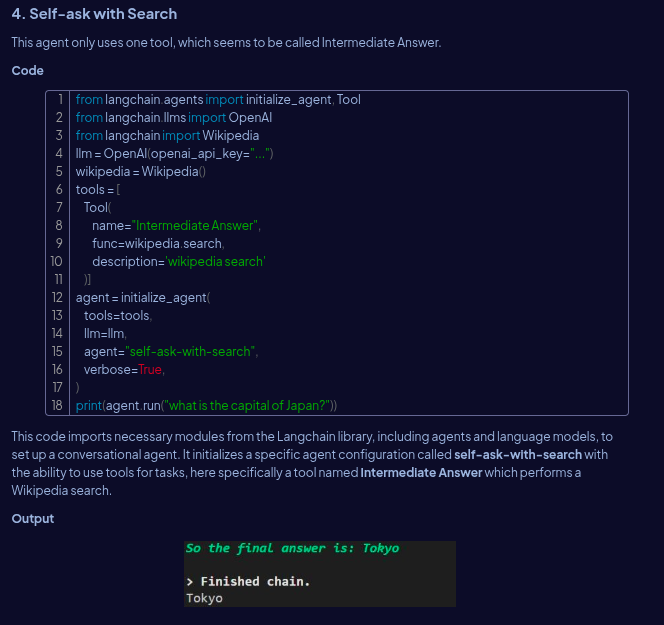 4. Self-ask with Search
This agent only uses one tool, which seems to be called Intermediate Answer.
Code
1 from langchain.agents import initialize_agent, Tool
2 from langchain.llms import OpenAI
3 from langchain import Wikipedia
4 llm = OpenAI(openai_api_key="...")
5 wikipedia = Wikipedia()
6 tools = [
7 Tool(
8 name="Intermediate Answer",
9 func=wikipedia.search,
10 description='wikipedia search'
11 )]
12 agent = initialize_agent(
13 tools=tools,
14 llm=llm,
15 agent="self-ask-with-search",
16 verbose=True,
17 )
18 print(agent.run("what is the capital of Japan?"))
This code imports necessary modules from the Langchain library, including agents and language models, to
set up a conversational agent. It initializes a specific agent configuration called self-ask-with-search with
the ability to use tools for tasks, here specifically a tool named Intermediate Answer which performs a
Wikipedia search.
Output
So the final answer is: Tokyo
> Finished chain.
Tokyo